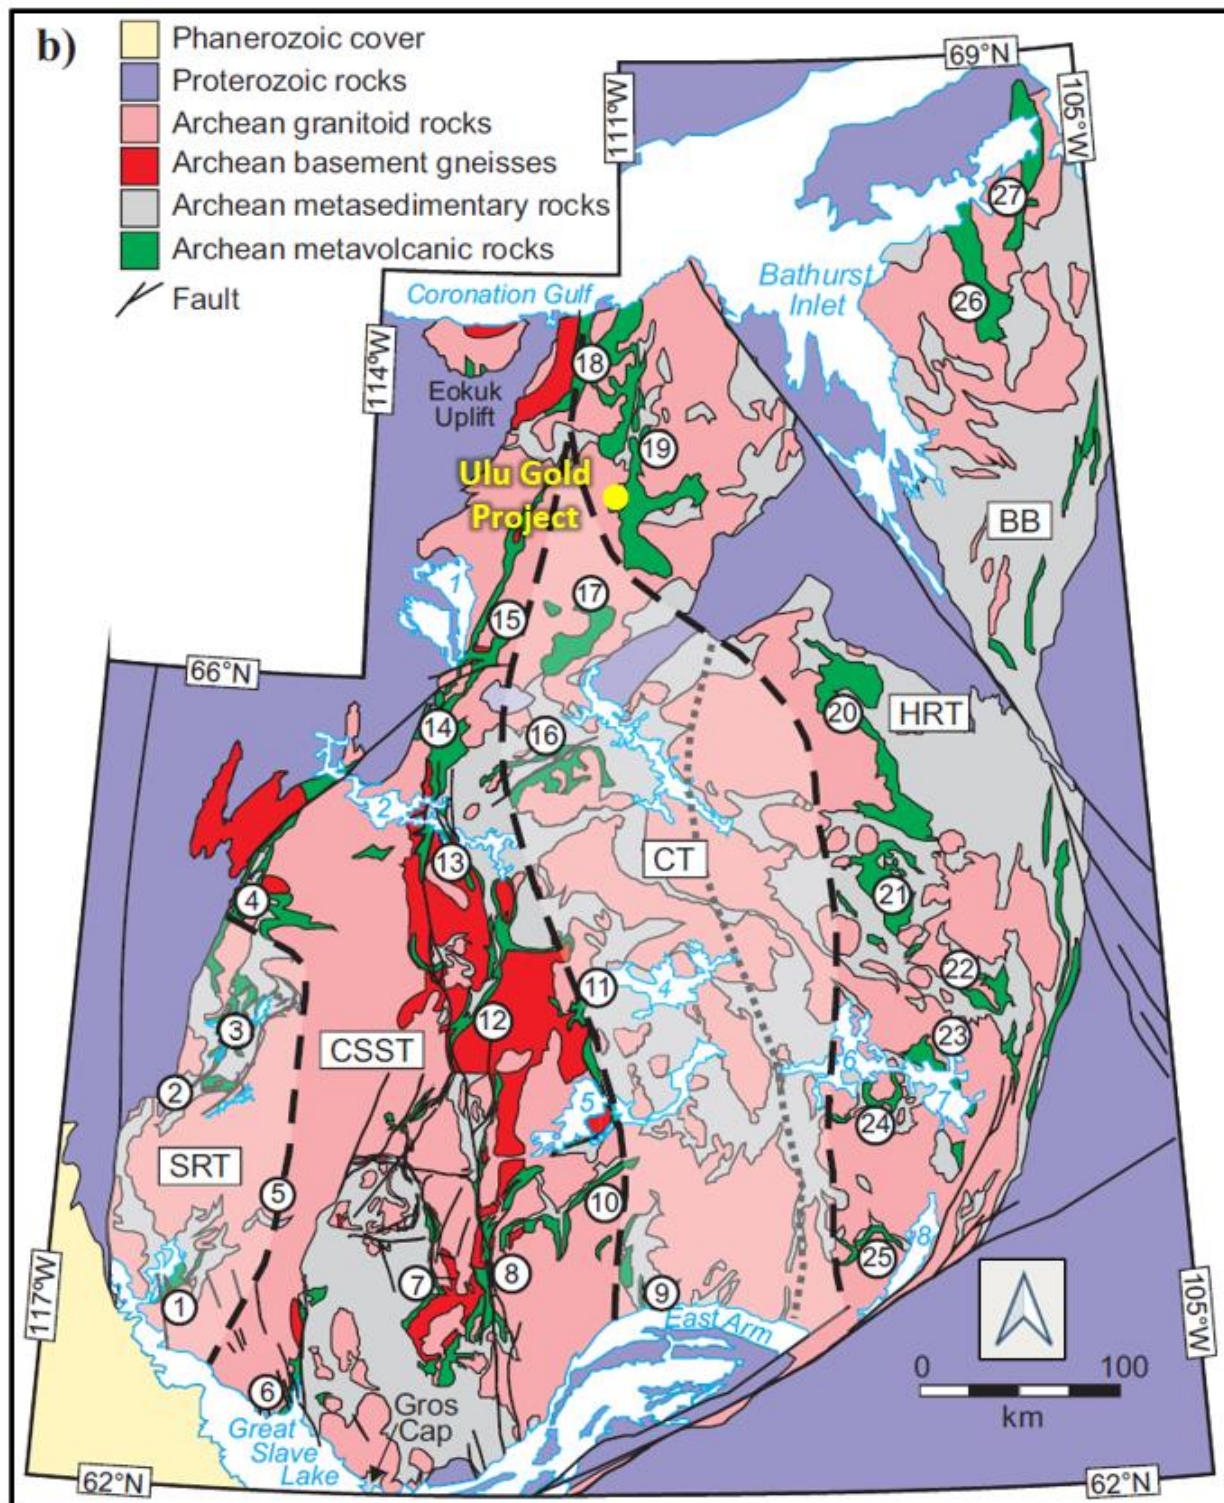 b)
Phanerozoic cover
Proterozoic rocks
Archean granitoid rocks
Archean basement gneisses
Archean metasedimentary rocks
Archean metavolcanic rocks
Fault
69°N
111°W
105°W
27
Bathurst
Inlet
26
Coronation Gulf
114°W
18
Eokuk
Uplift
19
Ulu Gold
Project
BB
1
17
15
66°N
20
HRT
14
16
2
CT
13
4
21
22
11
4
3
12
23
CSST
6
2
5
7
24
SRT
5
10
8
25
7
8
9
1
East Arm
117°W
105°W
0
100
km
6
Gros
Cap
Great
Slave
Lake
62°N
62°N